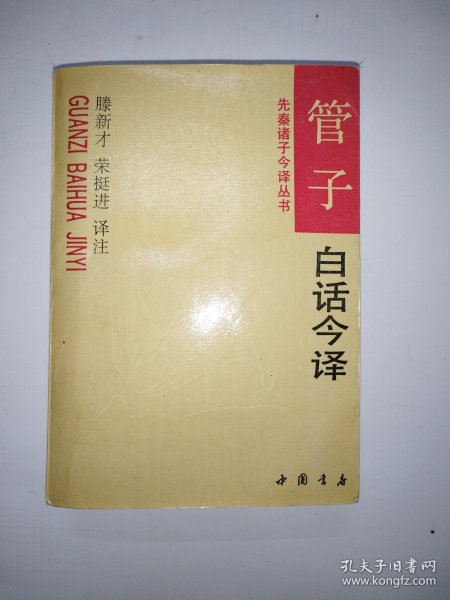 管子
白话今译
先秦诸子今译丛书
滕新才 荣挺进 译注
GUANZI BAIHUA JINYI
中国书店
孔夫子旧书网
www.kongfz.com